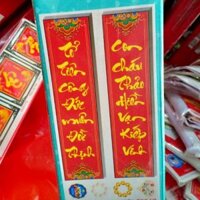 Tổ
Tiên
Công
Đức
muôn
Đời
Thịnh
Con
Cháu
Thảo
Hiền
Vạn
Kiếp
Vinh